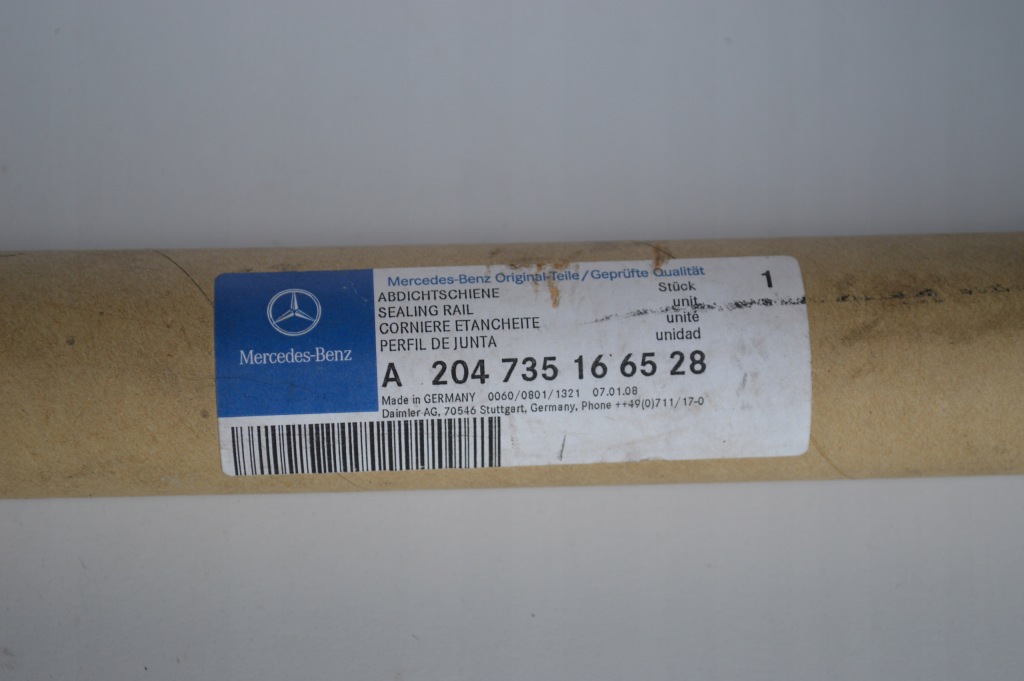 Mercedes-Benz
Mercedes-Benz Original-Teile/Geprüfte Qualität
ABDICHTSCHIENE Stück 1
SEALING RAIL unit
CORNIERE ETANCHEITE unité
PERFIL DE JUNTA unidad
A 204 735 16 65 28
Made in GERMANY 0060/0801/1321 07.01.08
Daimler AG, 70546 Stuttgart, Germany, Phone ++49(0)711/17-0